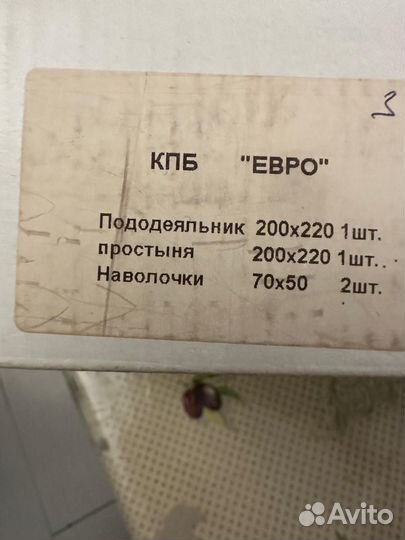 3
КПБ "ЕВРО"
Пододеяльник 200х220 1шт.
простыня 200х220 1шт..
Наволочки 70х50 2шт.
Avito